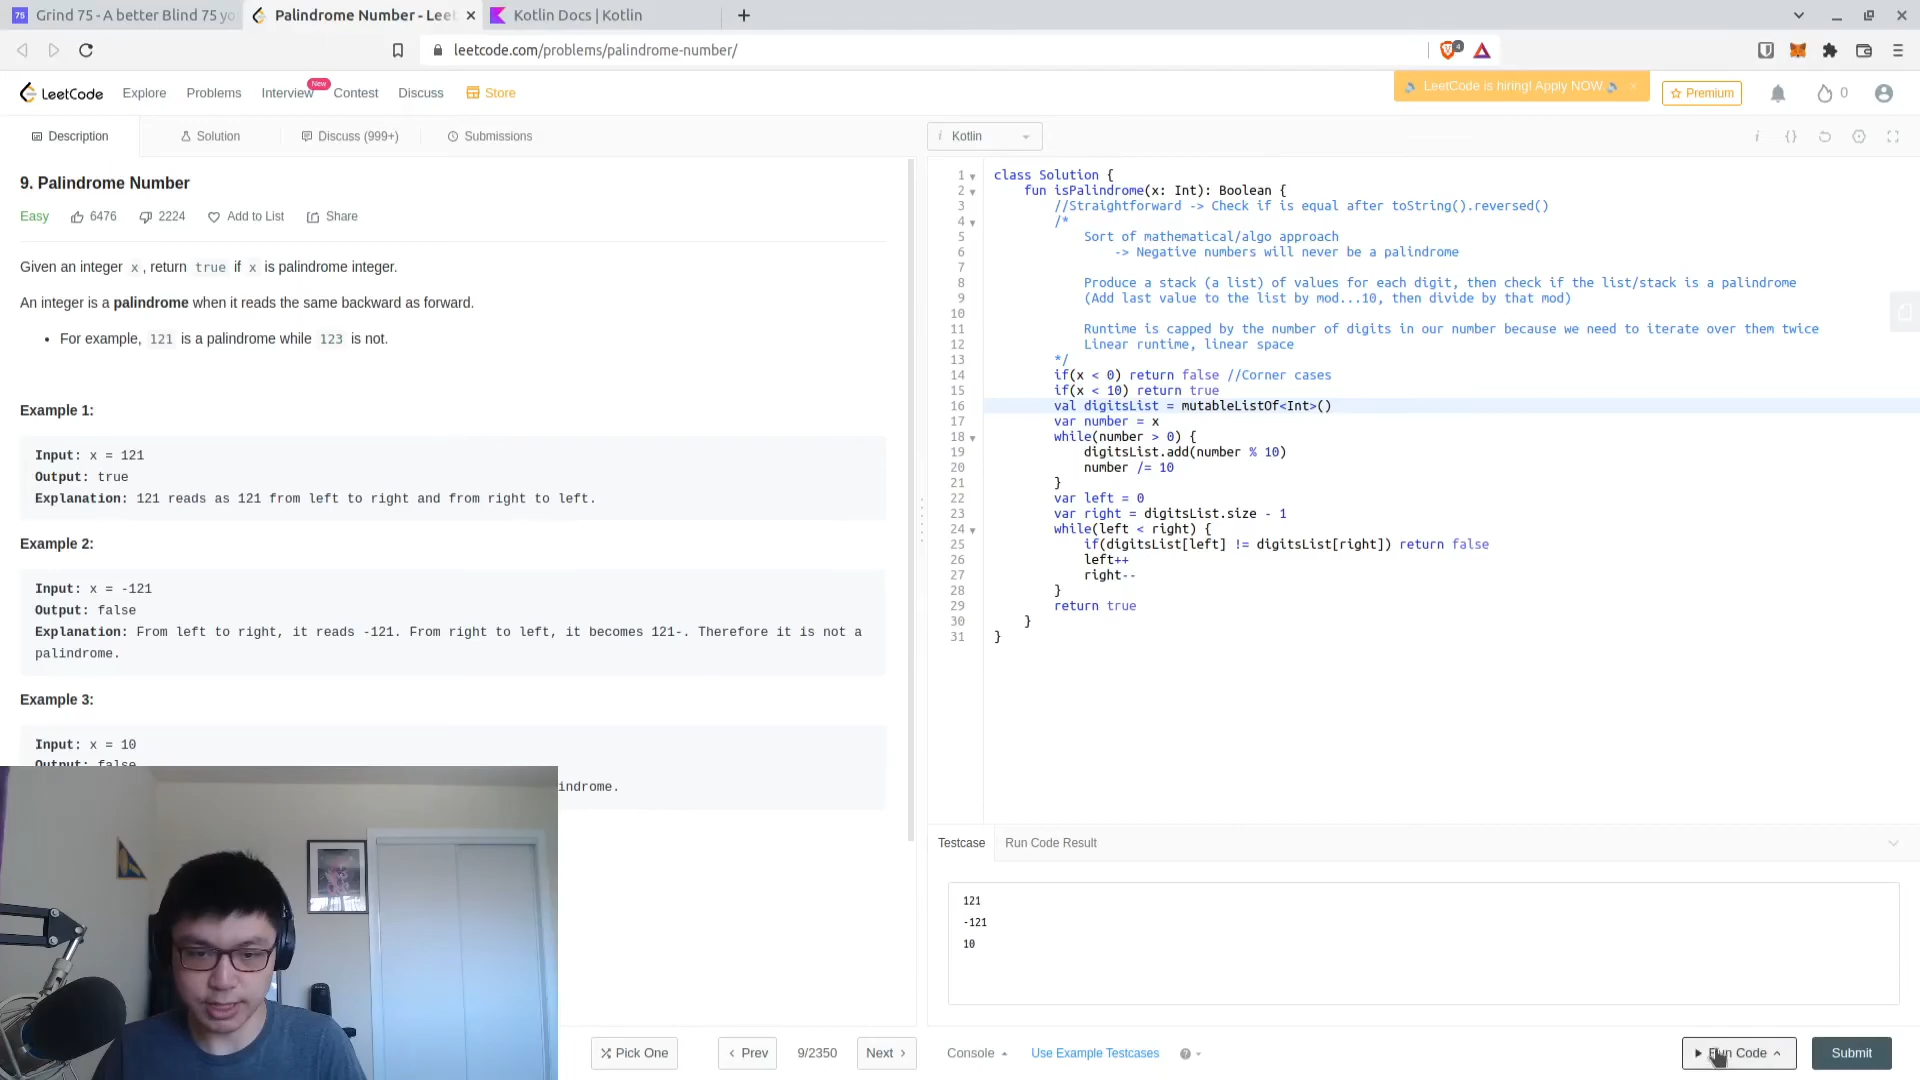 75 Grind 75 - A better Blind 75 yo
Palindrome Number - Leet
Kotlin Docs | Kotlin
leetcode.com/problems/palindrome-number/
4
LeetCode
Explore
Problems
Interview
New
Contest
Discuss
Store
LeetCode is hiring! Apply NOW.
Premium
0
Description
Solution
Discuss (999+)
Submissions
i Kotlin
9. Palindrome Number
Easy 6476 2224 Add to List Share
Given an integer x, return true if x is palindrome integer.
An integer is a palindrome when it reads the same backward as forward.
• For example, 121 is a palindrome while 123 is not.
Example 1:
Input: x = 121
Output: true
Explanation: 121 reads as 121 from left to right and from right to left.
Example 2:
Input: x = -121
Output: false
Explanation: From left to right, it reads -121. From right to left, it becomes 121-. Therefore it is not a
palindrome.
Example 3:
Input: x = 10
Output: false
indrome.
Pick One
Prev
9/2350
Next
1 class Solution {
2 fun isPalindrome(x: Int): Boolean {
3 //Straightforward -> Check if is equal after toString().reversed()
4 /*
5 Sort of mathematical/algo approach
6 -> Negative numbers will never be a palindrome
7
8 Produce a stack (a list) of values for each digit, then check if the list/stack is a palindrome
9 (Add last value to the list by mod...10, then divide by that mod)
10
11 Runtime is capped by the number of digits in our number because we need to iterate over them twice
12 Linear runtime, linear space
13 */
14 if(x < 0) return false //Corner cases
15 if(x < 10) return true
16 val digitsList = mutableListOf<Int>()
17 var number = x
18 while(number > 0) {
19 digitsList.add(number % 10)
20 number /= 10
21 }
22 var left = 0
23 var right = digitsList.size - 1
24 while(left < right) {
25 if(digitsList[left] != digitsList[right]) return false
26 left++
27 right--
28 }
29 return true
30 }
31 }
Testcase
Run Code Result
121
-121
10
Console
Use Example Testcases
?
Run Code
Submit